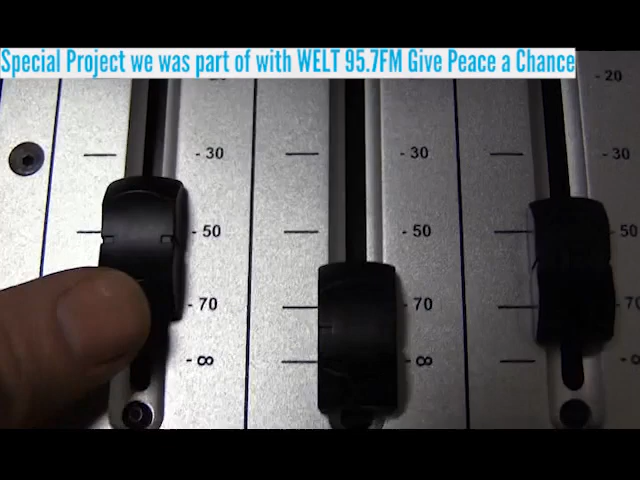 Special Project we was part of with WELT 95.7FM Give Peace a Chance
- 20
- 30 - 30 - 30
- 50 - 50 - 50
- 70 - 70 - 70
- ∞ - ∞ - ∞